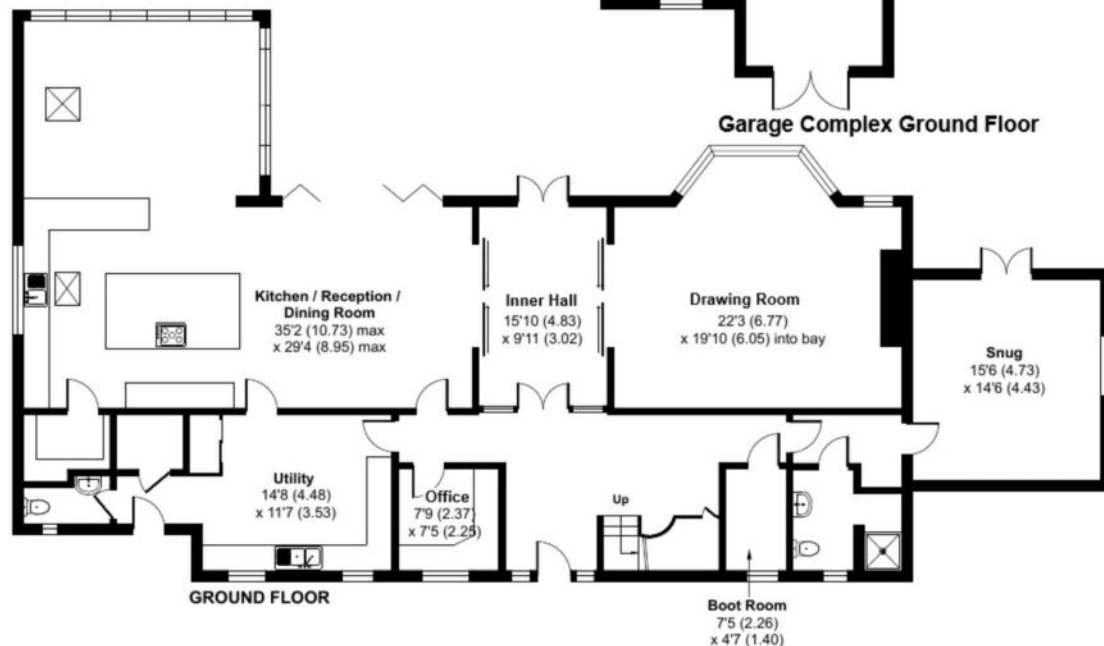 Garage Complex Ground Floor
Kitchen / Reception /
Dining Room
35'2 (10.73) max
x 29'4 (8.95) max
Inner Hall
15'10 (4.83)
x 9'11 (3.02)
Drawing Room
22'3 (6.77)
x 19'10 (6.05) into bay
Snug
15'6 (4.73)
x 14'6 (4.43)
Utility
14'8 (4.48)
x 11'7 (3.53)
Office
7'9 (2.37)
x 7'5 (2.25)
Up
GROUND FLOOR
Boot Room
7'5 (2.26)
x 4'7 (1.40)